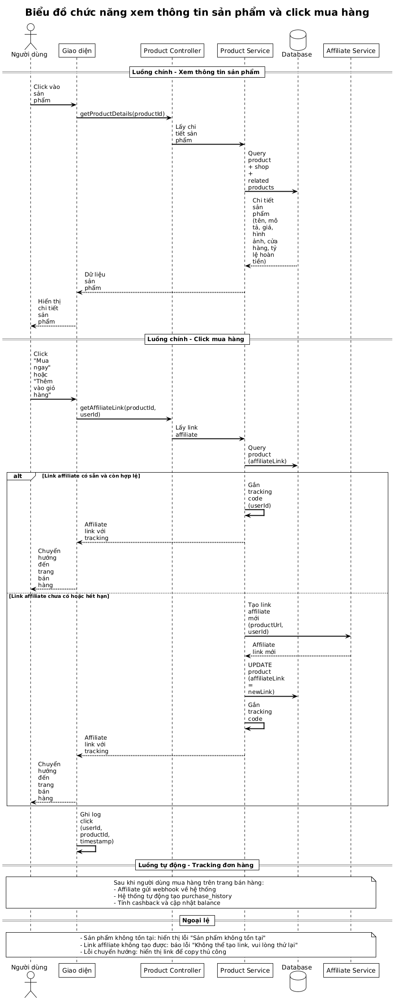 Biểu đồ chức năng xem thông tin sản phẩm và click mua hàng
Người dùng
Giao diện
Product Controller
Product Service
Database
Affiliate Service
Luồng chính - Xem thông tin sản phẩm
Click vào
sản
phẩm
getProductDetails(productId)
Lấy chi
tiết sản
phẩm
Query
product
+ shop
+
related
products
Chi tiết
sản
phẩm
(tên, mô
tả, giá,
hình
ảnh, cửa
hàng, tỷ
lệ hoàn
tiền)
Dữ liệu
sản
phẩm
Hiển thị
chi tiết
sản
phẩm
Luồng chính - Click mua hàng
Click
"Mua
ngay"
hoặc
"Thêm
vào giỏ
hàng"
getAffiliateLink(productId,
userId)
Lấy link
affiliate
Query
product
(affiliateLink)
alt
[Link affiliate có sẵn và còn hợp lệ]
Gắn
tracking
code
(userId)
Affiliate
link với
tracking
Chuyển
hướng
đến
trang
bán
hàng
[Link affiliate chưa có hoặc hết hạn]
Tạo link
affiliate
mới
(productUrl,
userId)
Affiliate
link mới
UPDATE
product
(affiliateLink
=
newLink)
Gắn
tracking
code
Affiliate
link với
tracking
Chuyển
hướng
đến
trang
bán
hàng
Ghi log
click
(userId,
productId,
timestamp)
Luồng tự động - Tracking đơn hàng
Sau khi người dùng mua hàng trên trang bán hàng:
- Affiliate gửi webhook về hệ thống
- Hệ thống tự động tạo purchase_history
- Tính cashback và cập nhật balance
Ngoại lệ
- Sản phẩm không tồn tại: hiển thị lỗi "Sản phẩm không tồn tại"
- Link affiliate không tạo được: báo lỗi "Không thể tạo link, vui lòng thử lại"
- Lỗi chuyển hướng: hiển thị link để copy thủ công
Người dùng
Giao diện
Product Controller
Product Service
Database
Affiliate Service